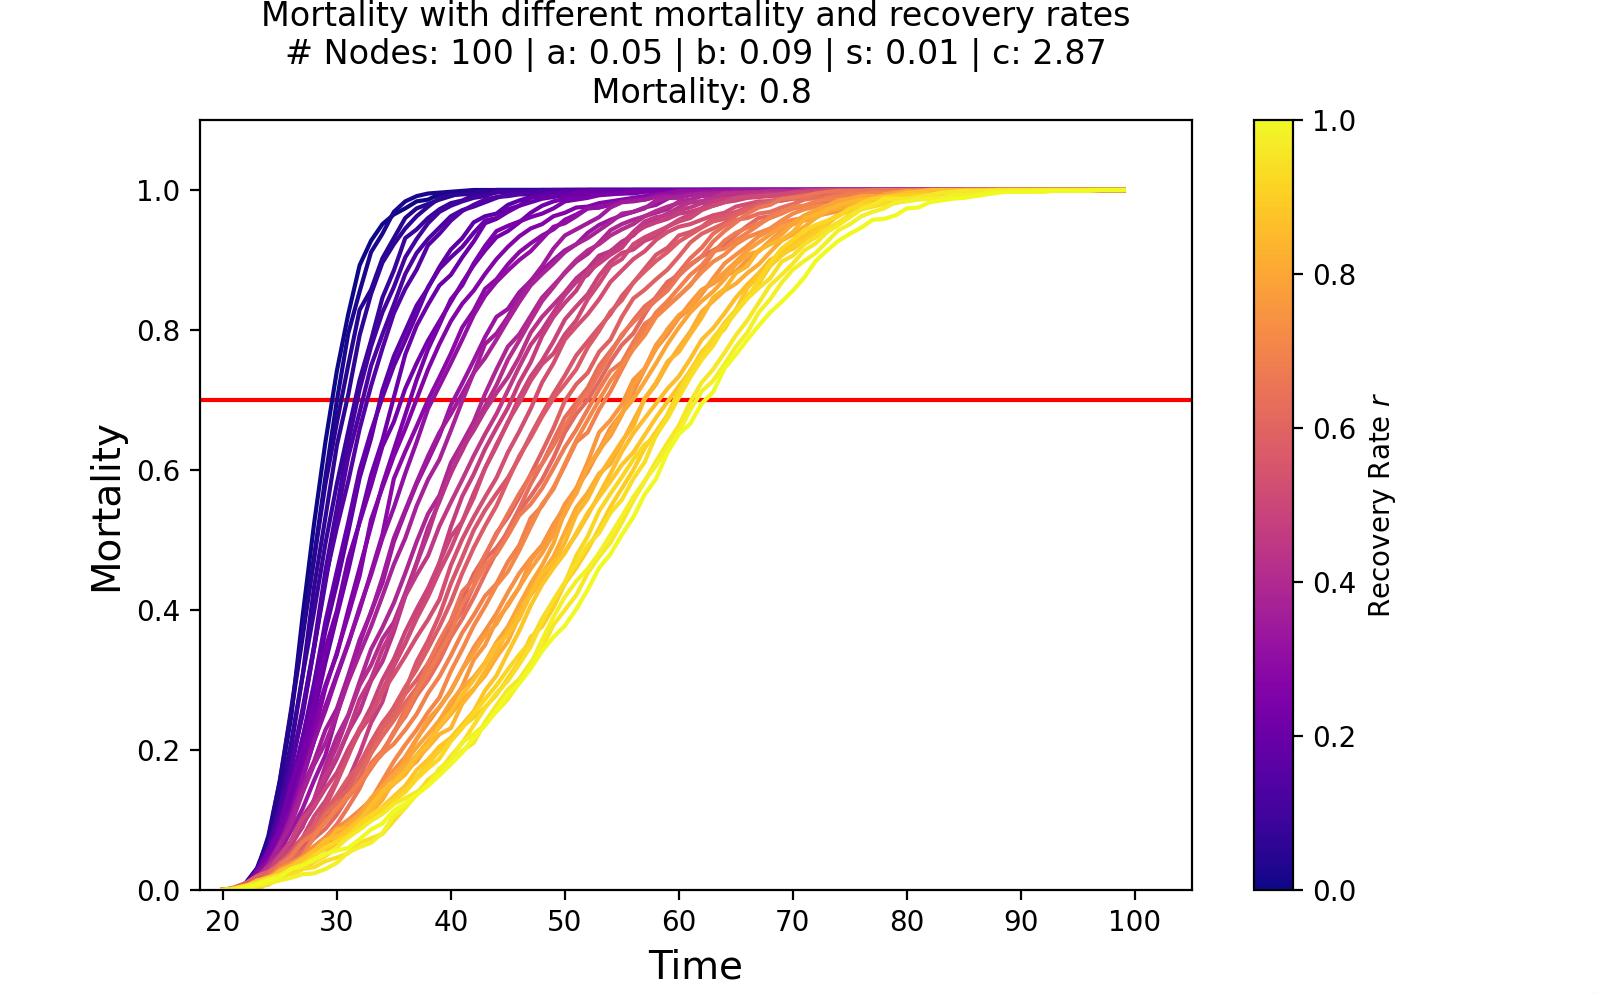 Mortality with different mortality and recovery rates
# Nodes: 100 | a: 0.05 | b: 0.09 | s: 0.01 | c: 2.87
Mortality: 0.8
1.0
0.8
0.6
0.4
0.2
0.0
Mortality
20 30 40 50 60 70 80 90 100
Time
1.0
0.8
0.6
0.4
0.2
0.0
Recovery Rate r